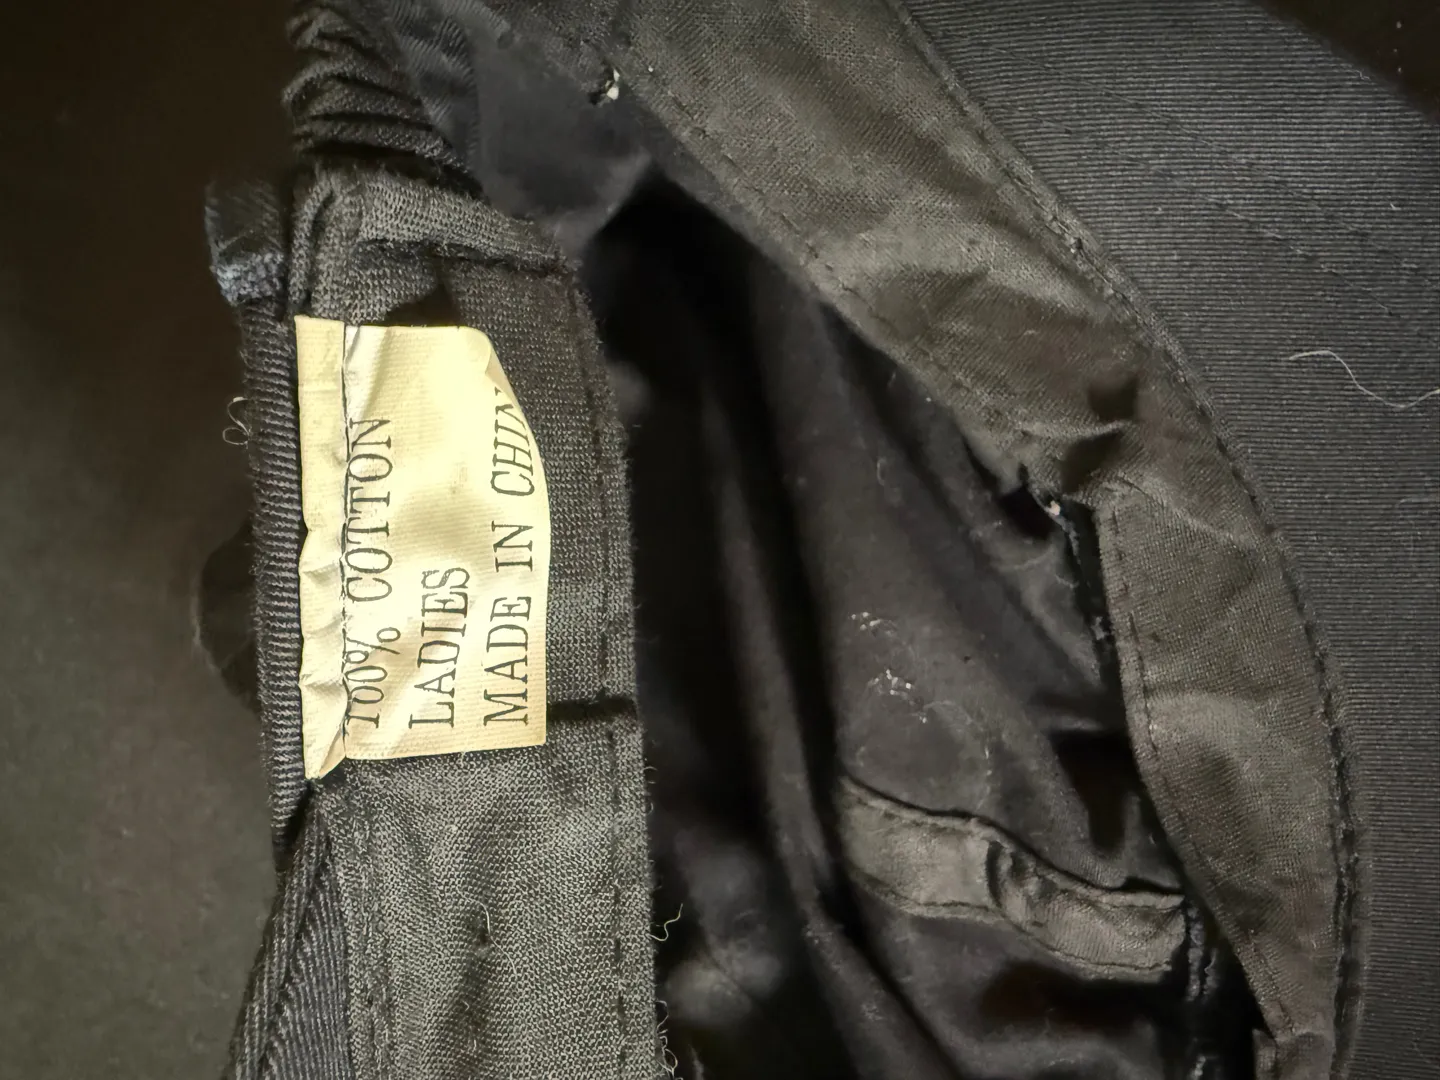 100% COTTON
LADIES
MADE IN CHIN